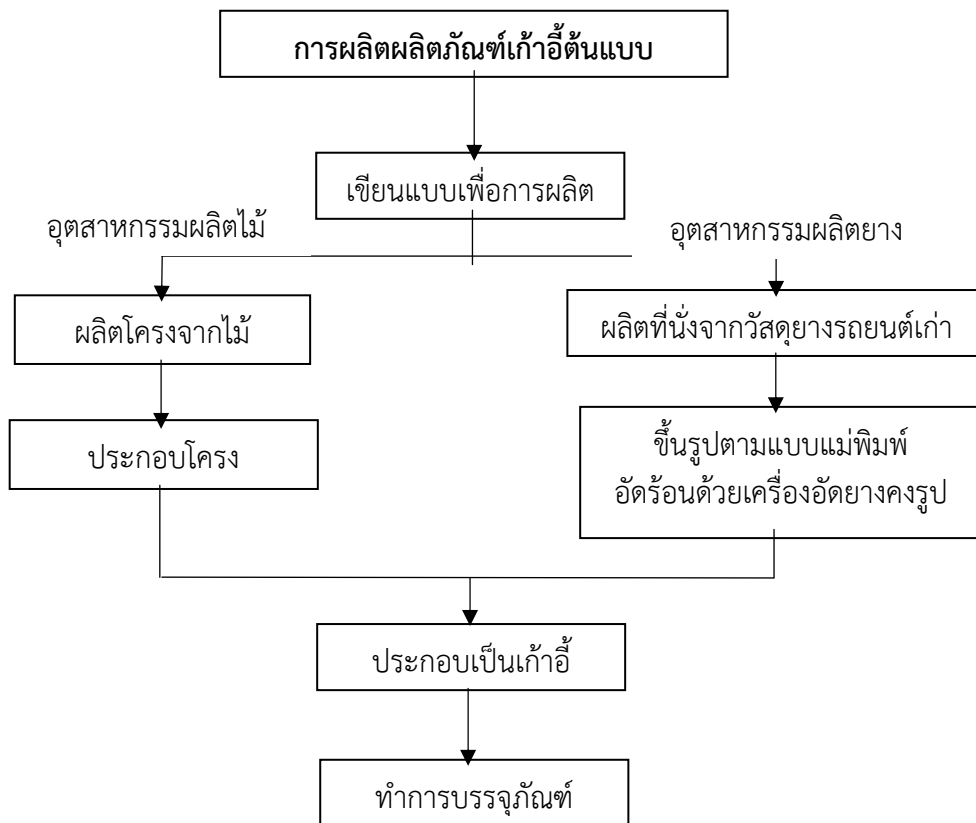 การผลิตผลิตภัณฑ์เก้าอี้ต้นแบบ
เขียนแบบเพื่อการผลิต
อุตสาหกรรมผลิตไม้
อุตสาหกรรมผลิตยาง
ผลิตโครงจากไม้
ผลิตที่นั่งจากวัสดุยางรถยนต์เก่า
ประกอบโครง
ขึ้นรูปตามแบบแม่พิมพ์
อัดร้อนด้วยเครื่องอัดยางคงรูป
ประกอบเป็นเก้าอี้
ทำการบรรจุภัณฑ์